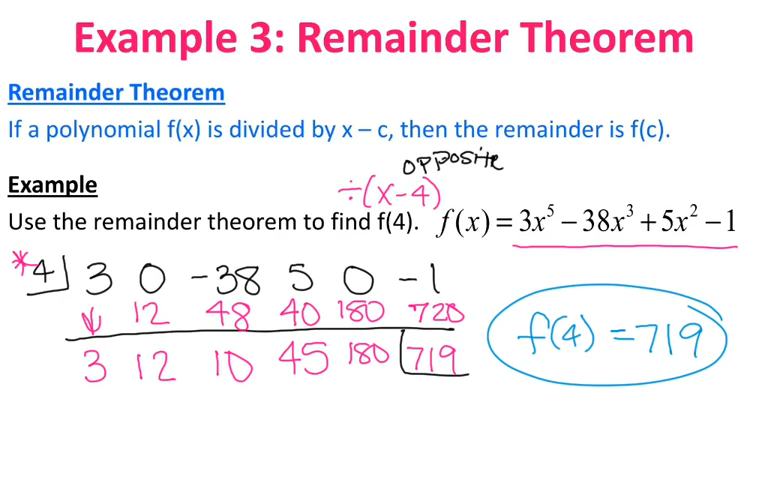 Example 3: Remainder Theorem
Remainder Theorem
If a polynomial f(x) is divided by x – c, then the remainder is f(c).
opposite
Example
÷(x-4)
Use the remainder theorem to find f(4). f(x) = 3x⁵ − 38x³ + 5x² − 1
*4| 3 0 -38 5 0 -1
↓ 12 48 40 180 720
3 12 10 45 180 719
f(4) = 719